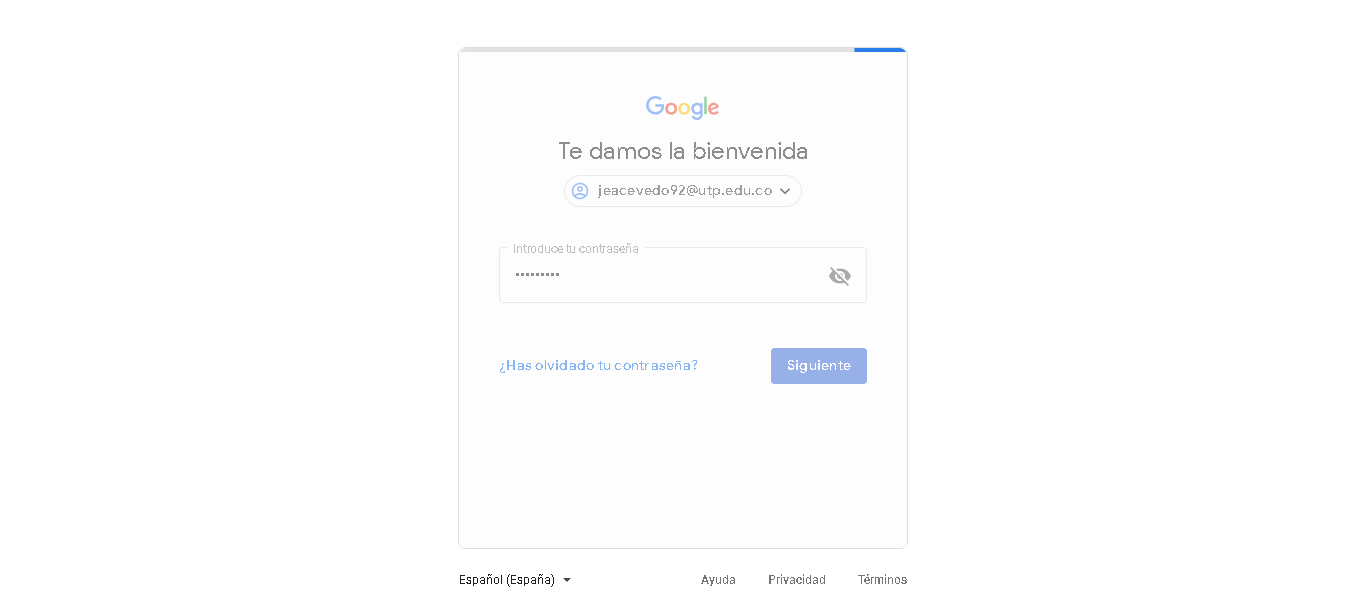 Google
Te damos la bienvenida
jeacevedo92@utp.edu.co
Introduce tu contraseña
•••••••••
¿Has olvidado tu contraseña?
Siguiente
Español (España)
Ayuda
Privacidad
Términos